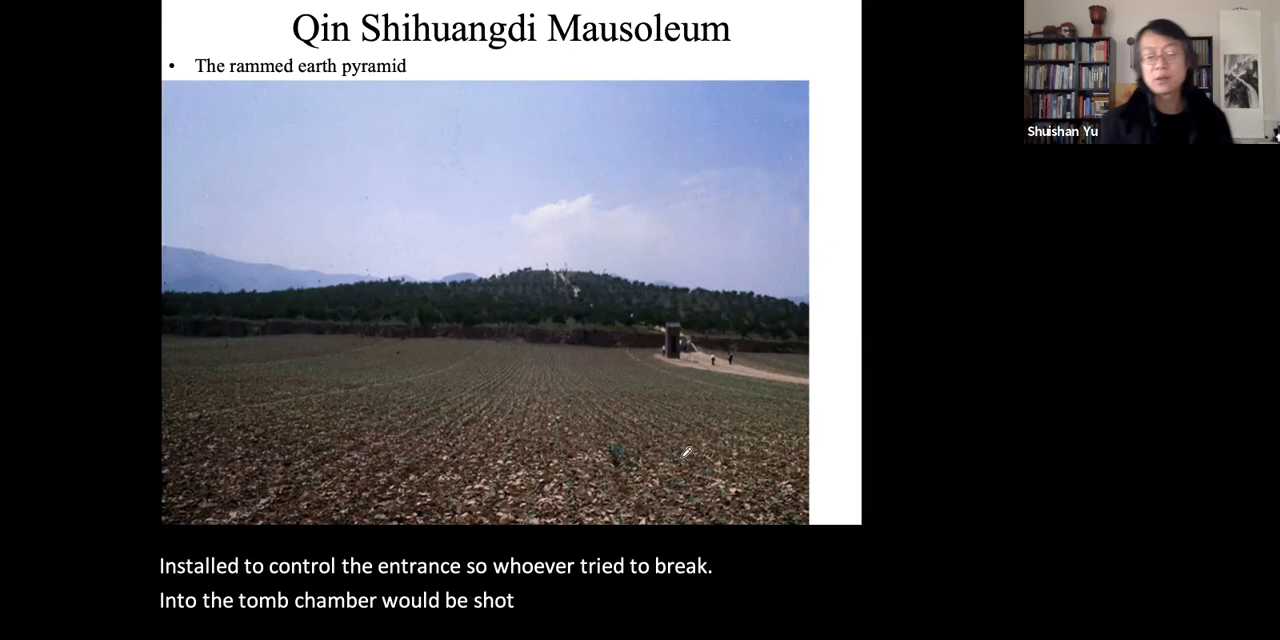 Qin Shihuangdi Mausoleum
• The rammed earth pyramid
Shuishan Yu
Installed to control the entrance so whoever tried to break.
Into the tomb chamber would be shot